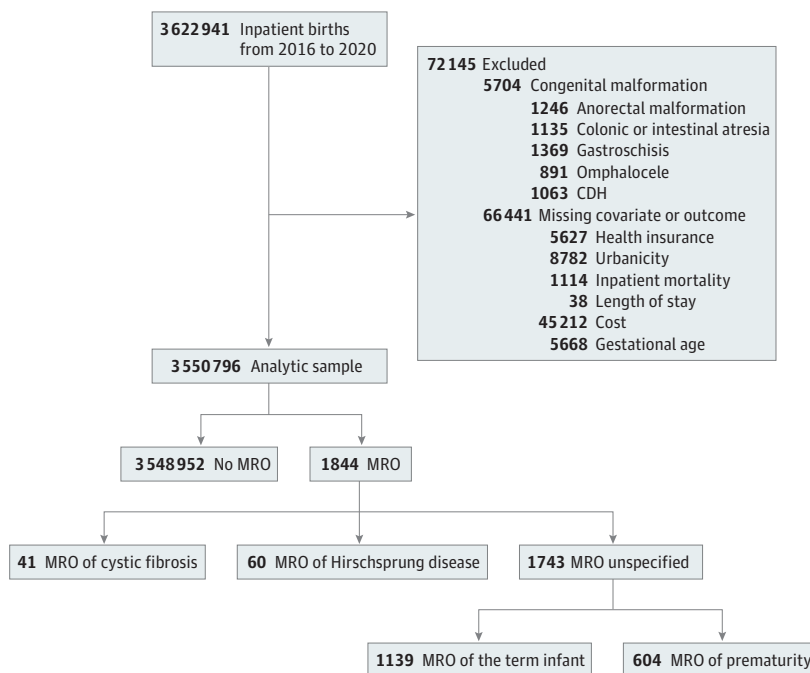 3622941 Inpatient births
from 2016 to 2020
72145 Excluded
5704 Congenital malformation
1246 Anorectal malformation
1135 Colonic or intestinal atresia
1369 Gastroschisis
891 Omphalocele
1063 CDH
66441 Missing covariate or outcome
5627 Health insurance
8782 Urbanicity
1114 Inpatient mortality
38 Length of stay
45212 Cost
5668 Gestational age
3550796 Analytic sample
3548952 No MRO
1844 MRO
41 MRO of cystic fibrosis
60 MRO of Hirschsprung disease
1743 MRO unspecified
1139 MRO of the term infant
604 MRO of prematurity